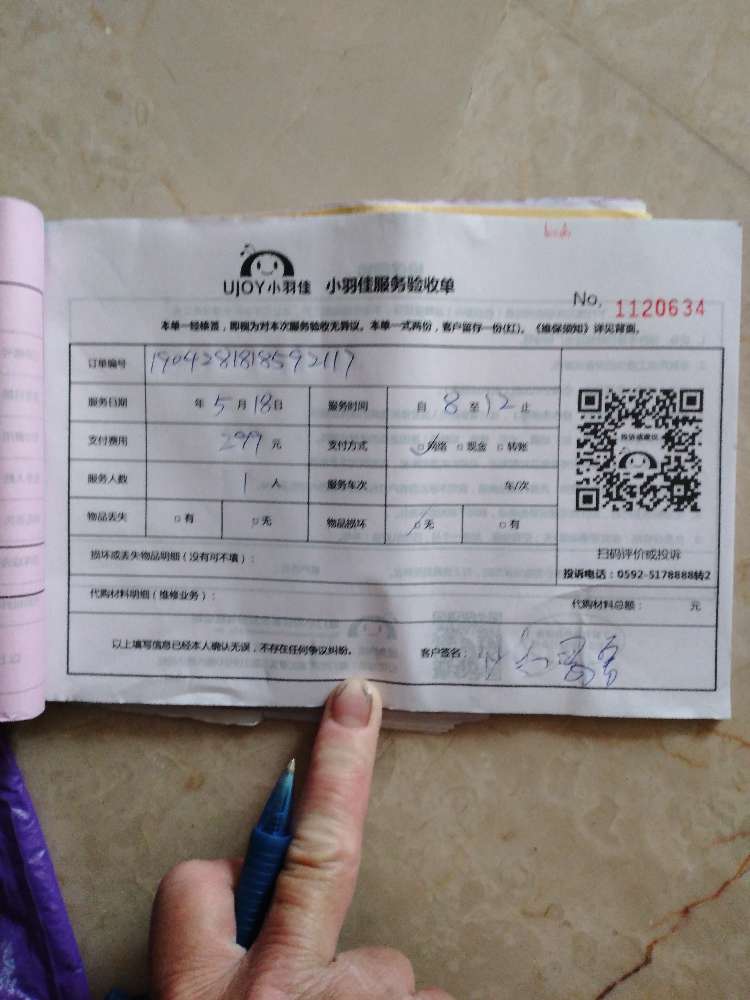 UJOY小羽佳 小羽佳服务验收单
No. 1120634
本单一经核签，即视为对本次服务验收无异议。本单一式两份，客户留存一份(红)。《维保须知》详见背面。
订单编号 1904281818592117
服务日期 年 5 月 18 日 服务时间 自 8 至 12 止
支付费用 299 元 支付方式 □网络 □现金 □转账
投诉或建议
服务人数 1 人 服务车次 车/次
物品丢失 □有 □无 物品损坏 □无 □有
扫码评价或投诉
损坏或丢失物品明细（没有可不填）：
投诉电话：0592-5178888转2
代购材料明细（维修业务）： 代购材料总额： 元
以上填写信息已经本人确认无误，不存在任何争议纠纷。 客户签名：